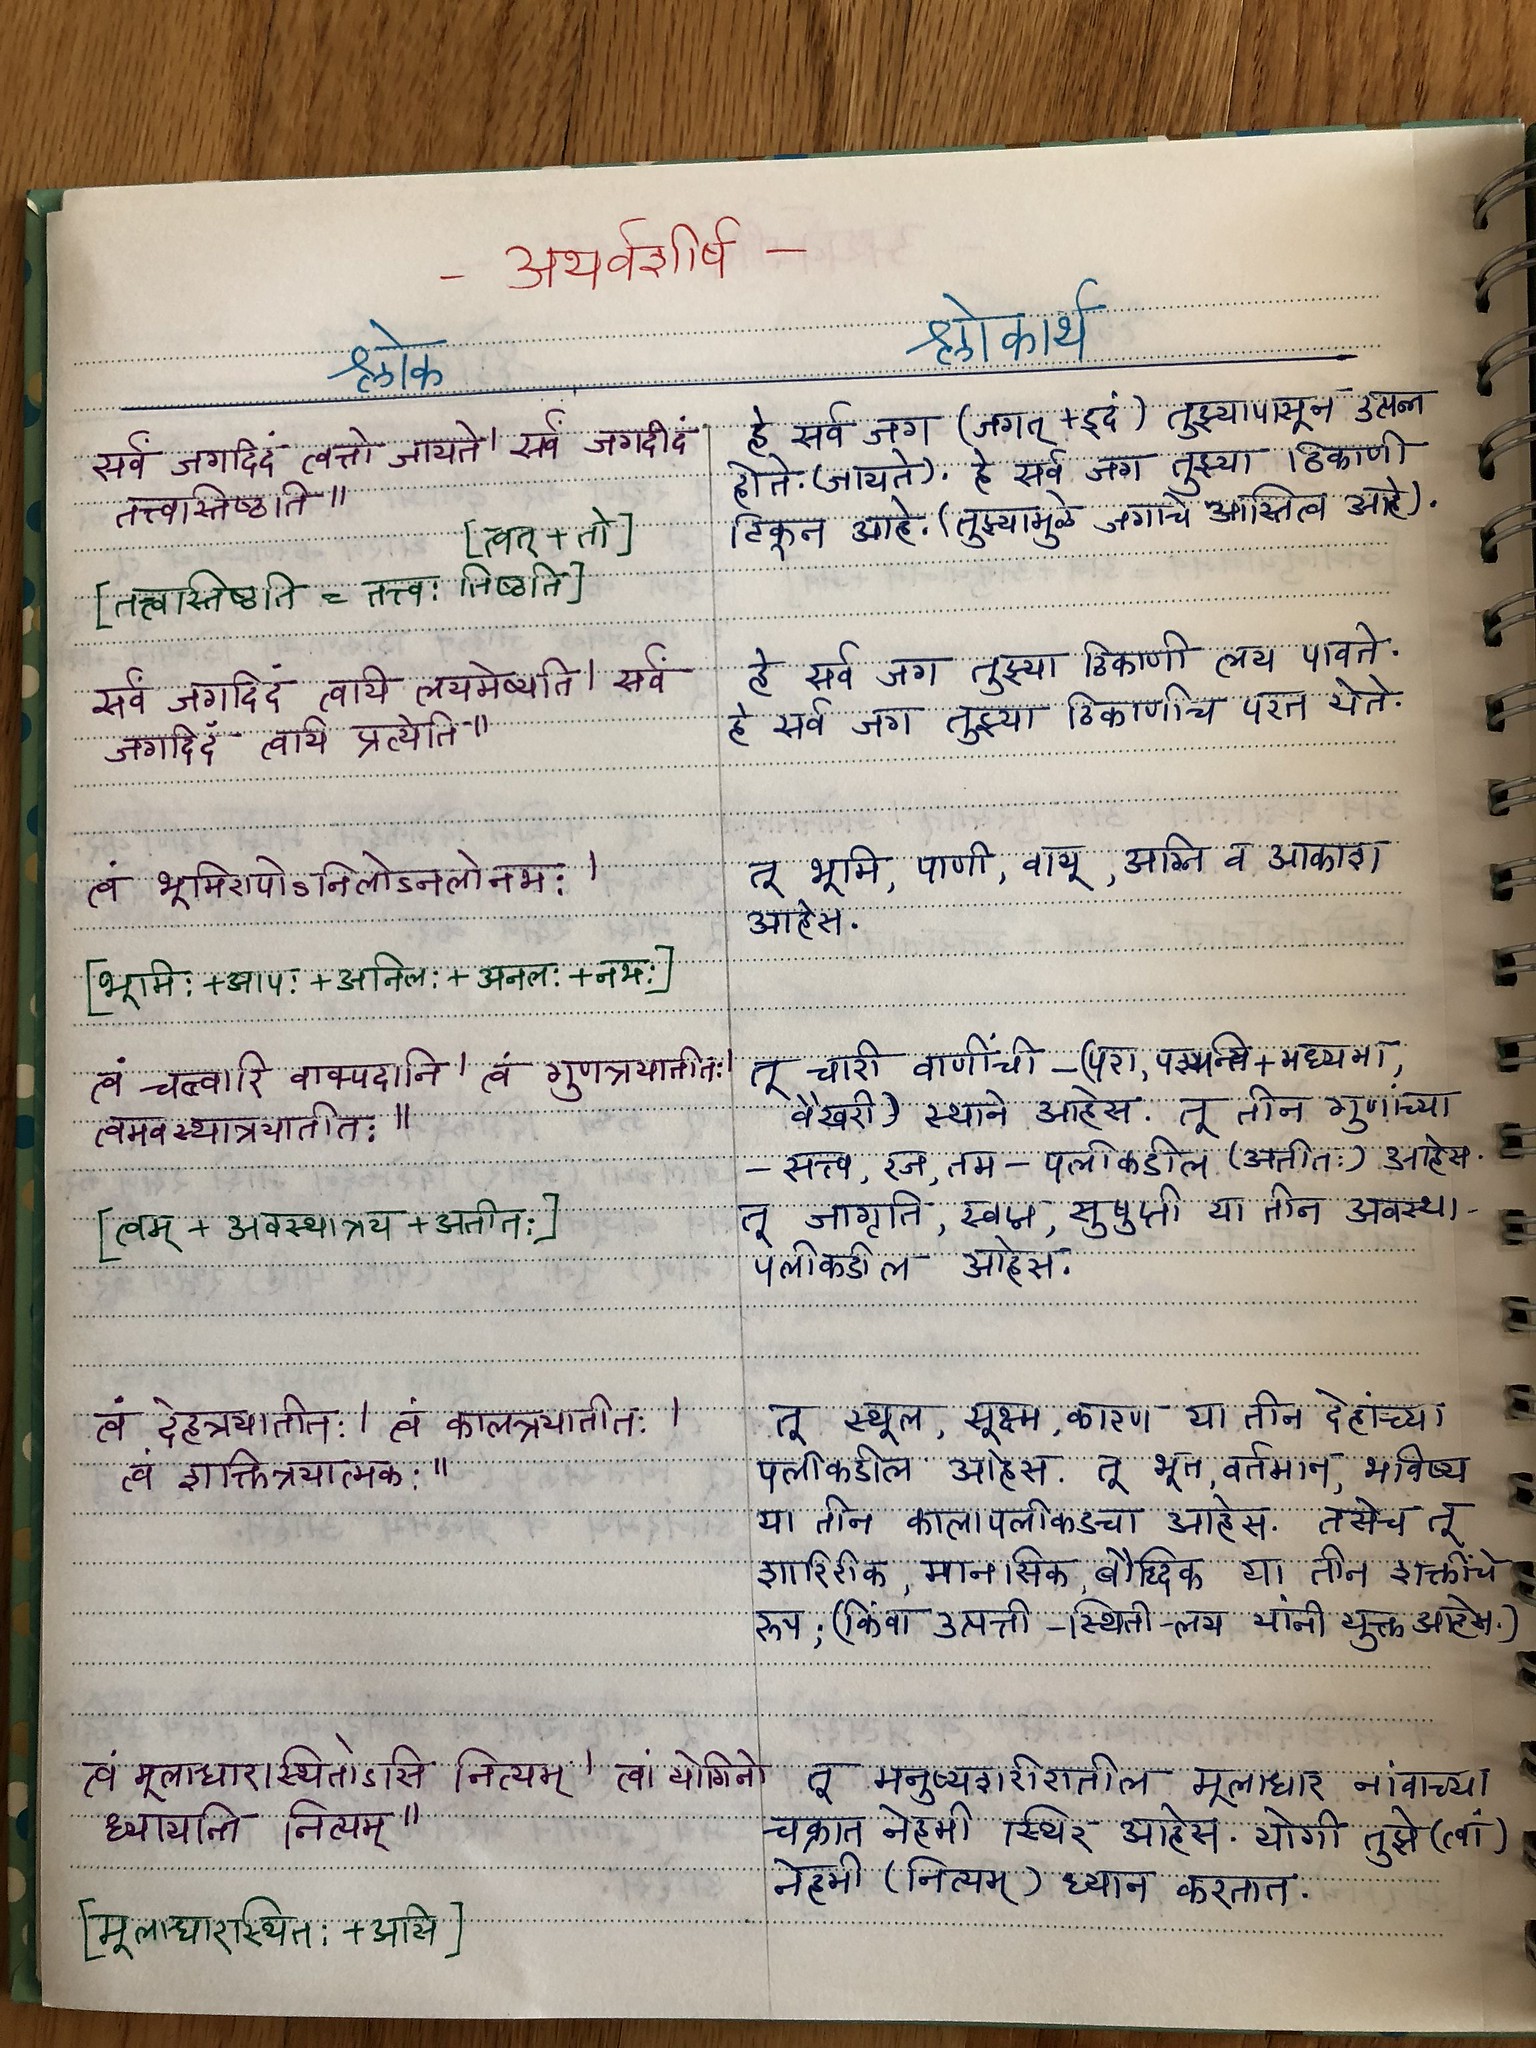 - अथर्वशीर्ष -
श्लोक
श्लोकार्थ
सर्वं जगदिदं त्वत्तो जायते। सर्वं जगदीदं
तत्त्वास्तिष्ठति॥
[त्वत् + तो]
[तत्त्वास्तिष्ठति = तत्त्वः तिष्ठति]
हे सर्व जग (जगत् + इदं) तुझ्यापासून उत्पन्न
होते. (जायते). हे सर्व जग तुझ्या ठिकाणी
टिकून आहे. (तुझ्यामुळे जगाचे अस्तित्व आहे).
सर्वं जगदिदं त्वयि लयमेष्यति। सर्वं
जगदिदं त्वयि प्रत्येति॥
हे सर्व जग तुझ्या ठिकाणी लय पावते.
हे सर्व जग तुझ्या ठिकाणीच परत येते.
त्वं भूमिरापोऽनिलोऽनलोनभः।
[भूमिः + आपः + अनिलः + अनलः + नभः]
तू भूमि, पाणी, वायू, अग्नि व आकाश
आहेस.
त्वं चत्वारि वाक्पदानि। त्वं गुणत्रयातीतः।
त्वमवस्थात्रयातीतः॥
[त्वम् + अवस्थात्रय + अतीतः]
तू चारी वाणींची - (परा, पश्यन्ति + मध्यमा,
वैखरी) स्थाने आहेस. तू तीन गुणांच्या
- सत्त्व, रज, तम - पलीकडील (अतीतः) आहेस.
तू जागृति, स्वप्न, सुषुप्ती या तीन अवस्था-
पलीकडील आहेस.
त्वं देहत्रयातीतः। त्वं कालत्रयातीतः।
त्वं शक्तित्रयात्मकः॥
तू स्थूल, सूक्ष्म, कारण या तीन देहांच्या
पलीकडील आहेस. तू भूत, वर्तमान, भविष्य
या तीन कालापलीकडचा आहेस. तसेच तू
शारिरीक, मानसिक, बौद्धिक या तीन शक्तींचे
रूप; (किंवा उत्पत्ती - स्थिती - लय यांनी युक्त आहेस.)
त्वं मूलाधारास्थितोऽसि नित्यम्। त्वां योगिनो
ध्यायन्ति नित्यम्॥
[मूलाधारस्थितः + असि]
तू मनुष्यशरीरातील मूलाधार नांवाच्या
चक्रात नेहमी स्थिर आहेस. योगी तुझे (त्वां)
नेहमी (नित्यम्) ध्यान करतात.